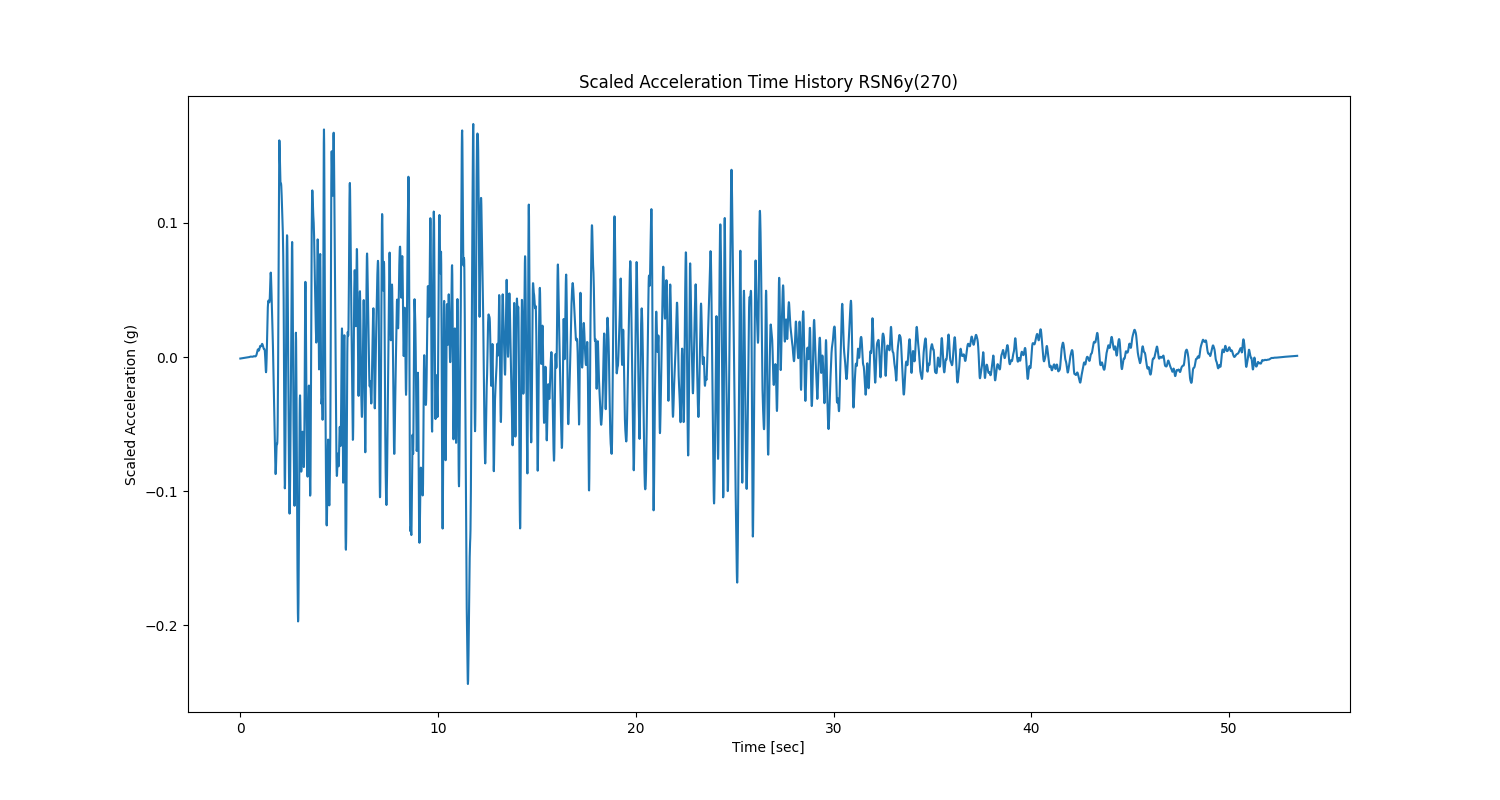 Scaled Acceleration Time History RSN6y(270)
Scaled Acceleration (g)
0.1
0.0
−0.1
−0.2
0 10 20 30 40 50
Time [sec]